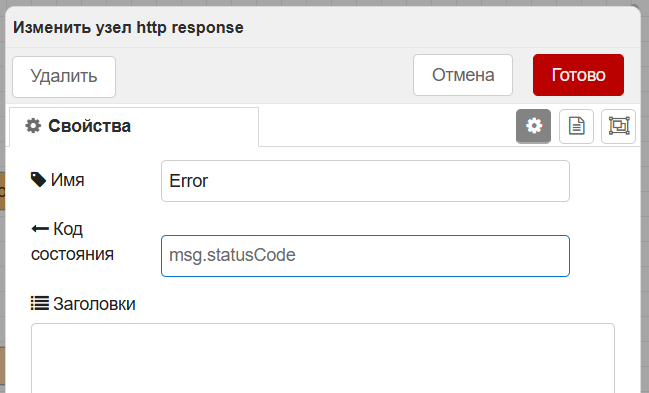 Изменить узел http response
Удалить
Отмена
Готово
Свойства
Имя
Error
Код
состояния
msg.statusCode
Заголовки